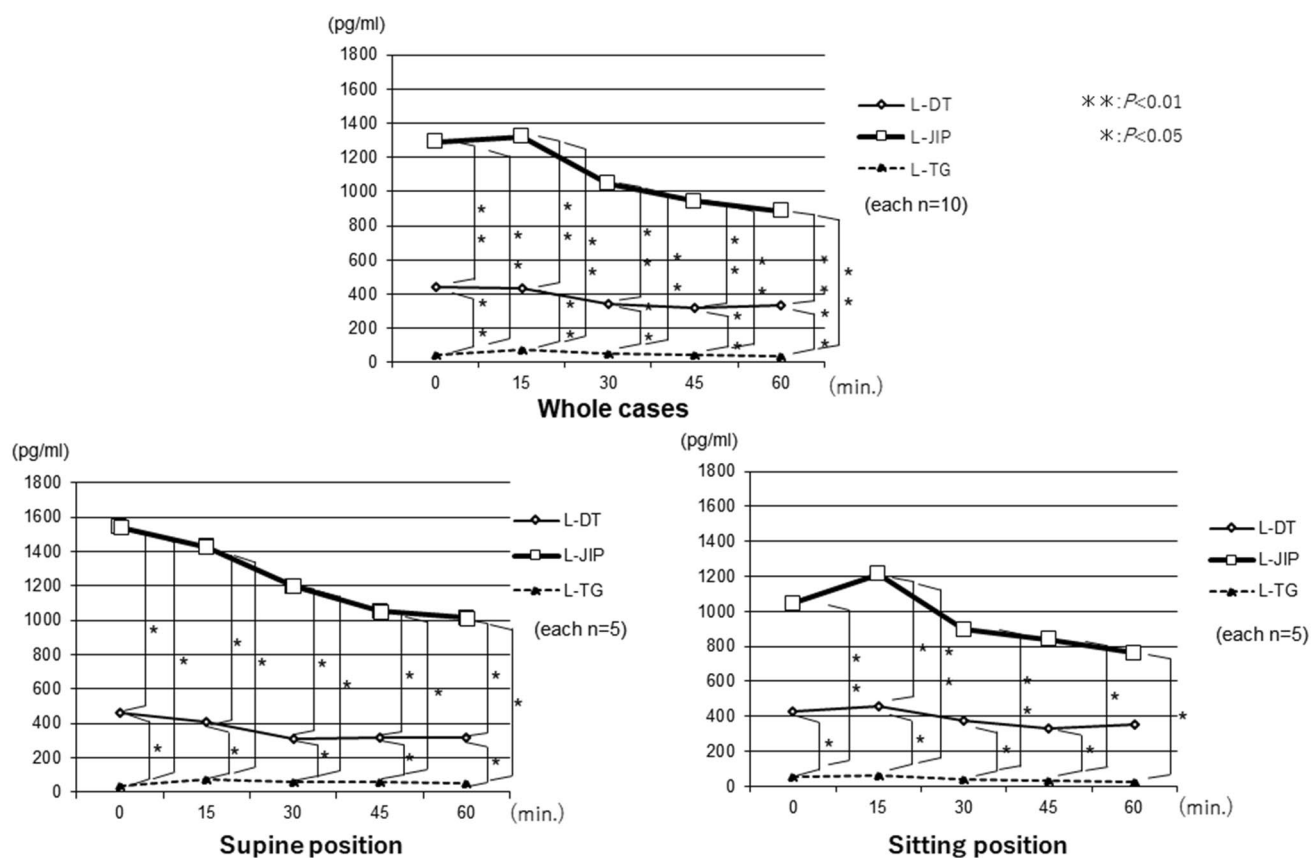 (pg/ml)
1800
1600
1400
1200
1000
800
600
400
200
0
0 15 30 45 60 (min.)
L-DT
L-JIP
L-TG
(each n=10)
**:P<0.01
*:P<0.05
Whole cases
(pg/ml)
1800
1600
1400
1200
1000
800
600
400
200
0
0 15 30 45 60 (min.)
L-DT
L-JIP
L-TG
(each n=5)
Supine position
(pg/ml)
1800
1600
1400
1200
1000
800
600
400
200
0
0 15 30 45 60 (min.)
L-DT
L-JIP
L-TG
(each n=5)
Sitting position